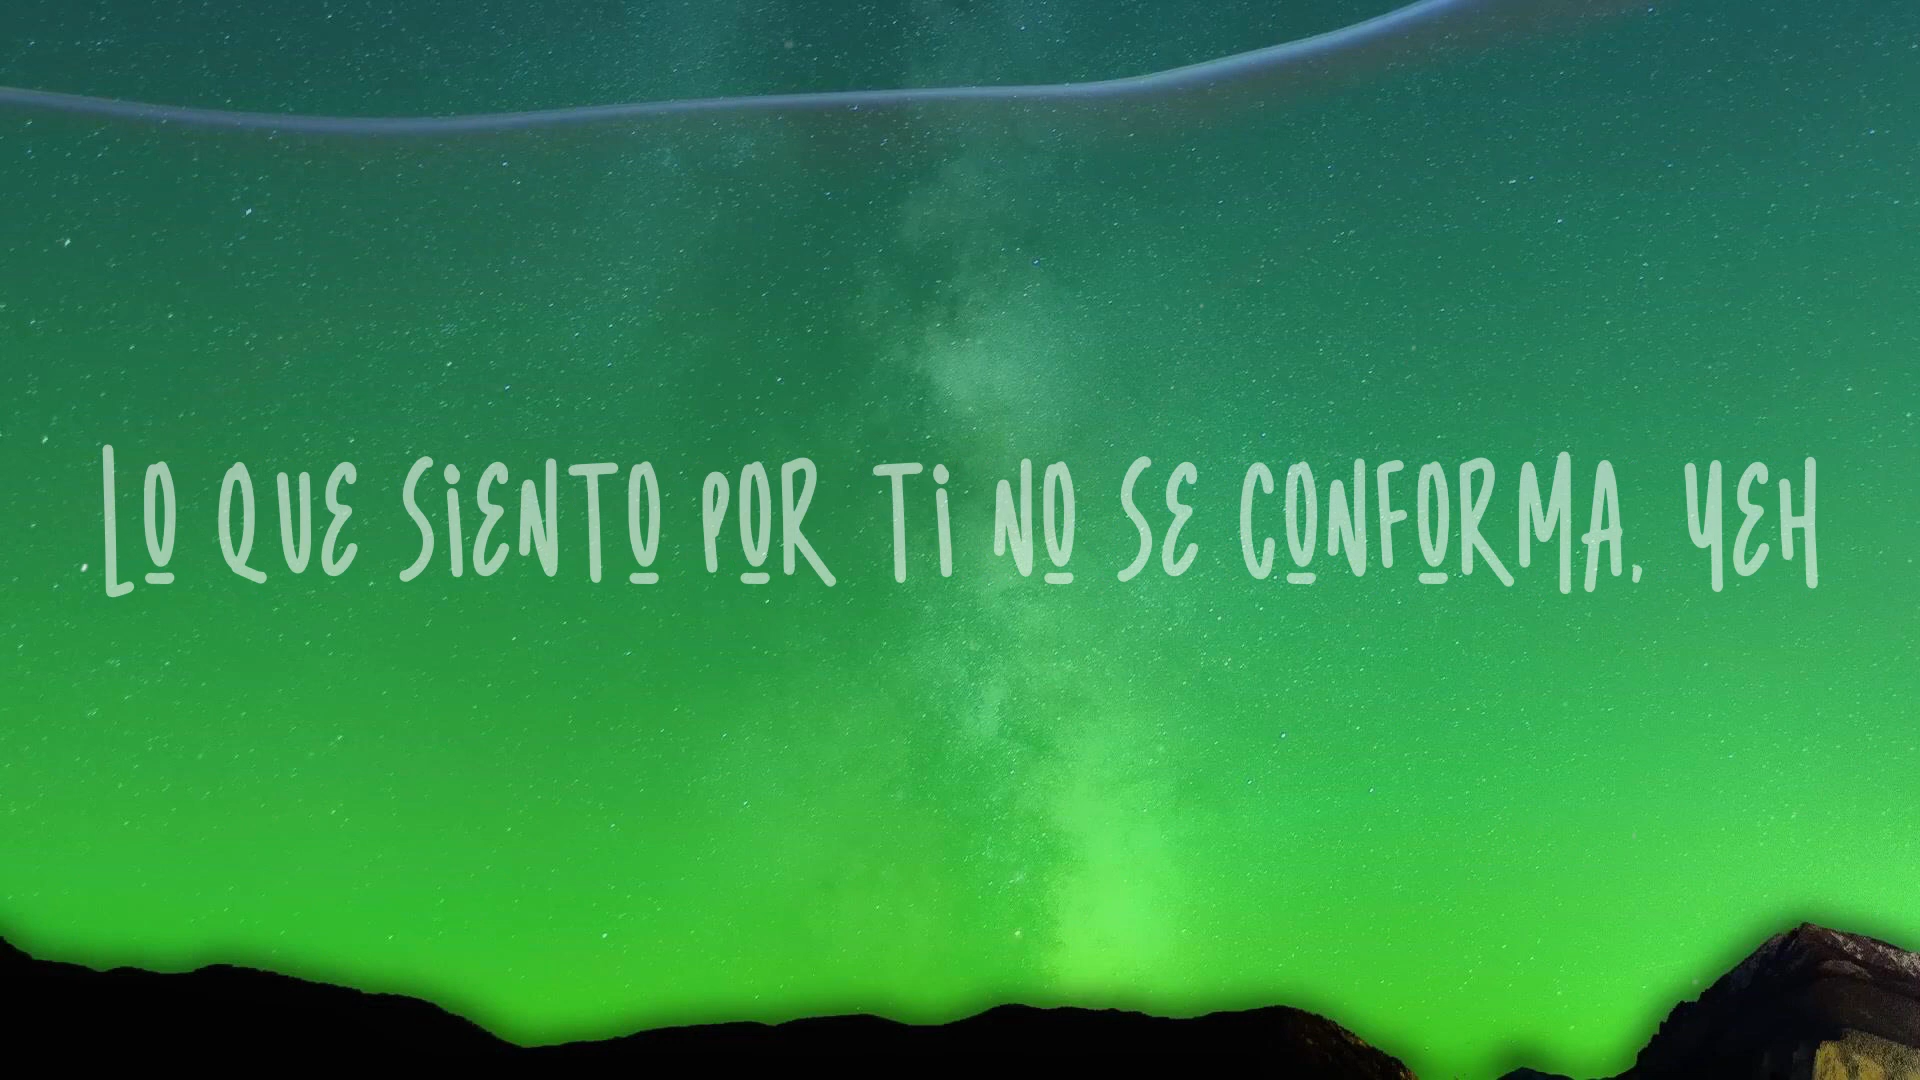 LO QUE SIENTO POR TI NO SE CONFORMA, YEH